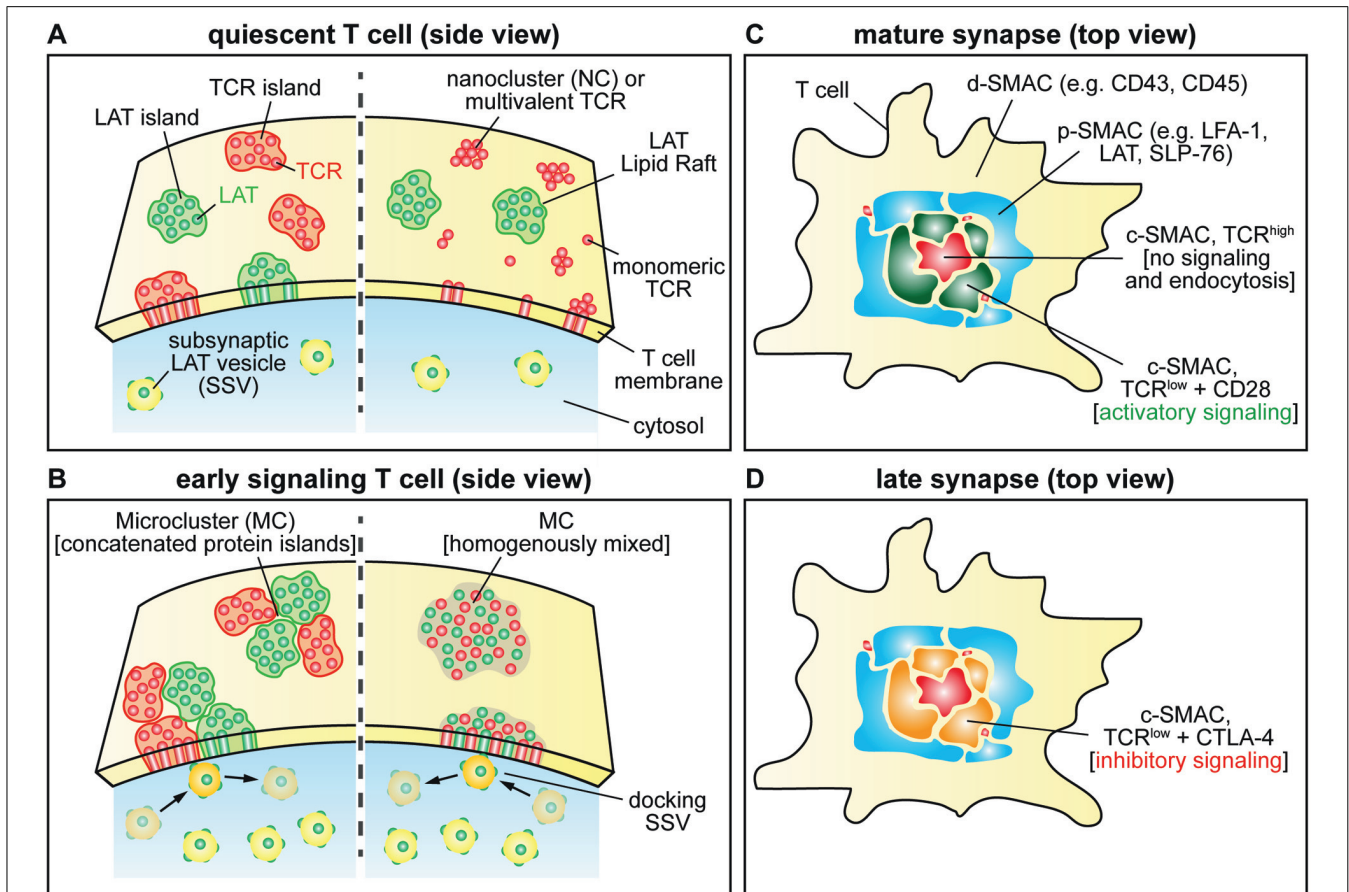 A
quiescent T cell (side view)
LAT island
TCR island
TCR
LAT
nanocluster (NC) or
multivalent TCR
LAT
Lipid Raft
monomeric
TCR
subsynaptic
LAT vesicle
(SSV)
T cell
membrane
cytosol
B
early signaling T cell (side view)
Microcluster (MC)
[concatenated protein islands]
MC
[homogenously mixed]
docking
SSV
C
mature synapse (top view)
T cell
d-SMAC (e.g. CD43, CD45)
p-SMAC (e.g. LFA-1,
LAT, SLP-76)
c-SMAC, TCRhigh
[no signaling
and endocytosis]
c-SMAC,
TCRlow + CD28
[activatory signaling]
D
late synapse (top view)
c-SMAC,
TCRlow + CTLA-4
[inhibitory signaling]